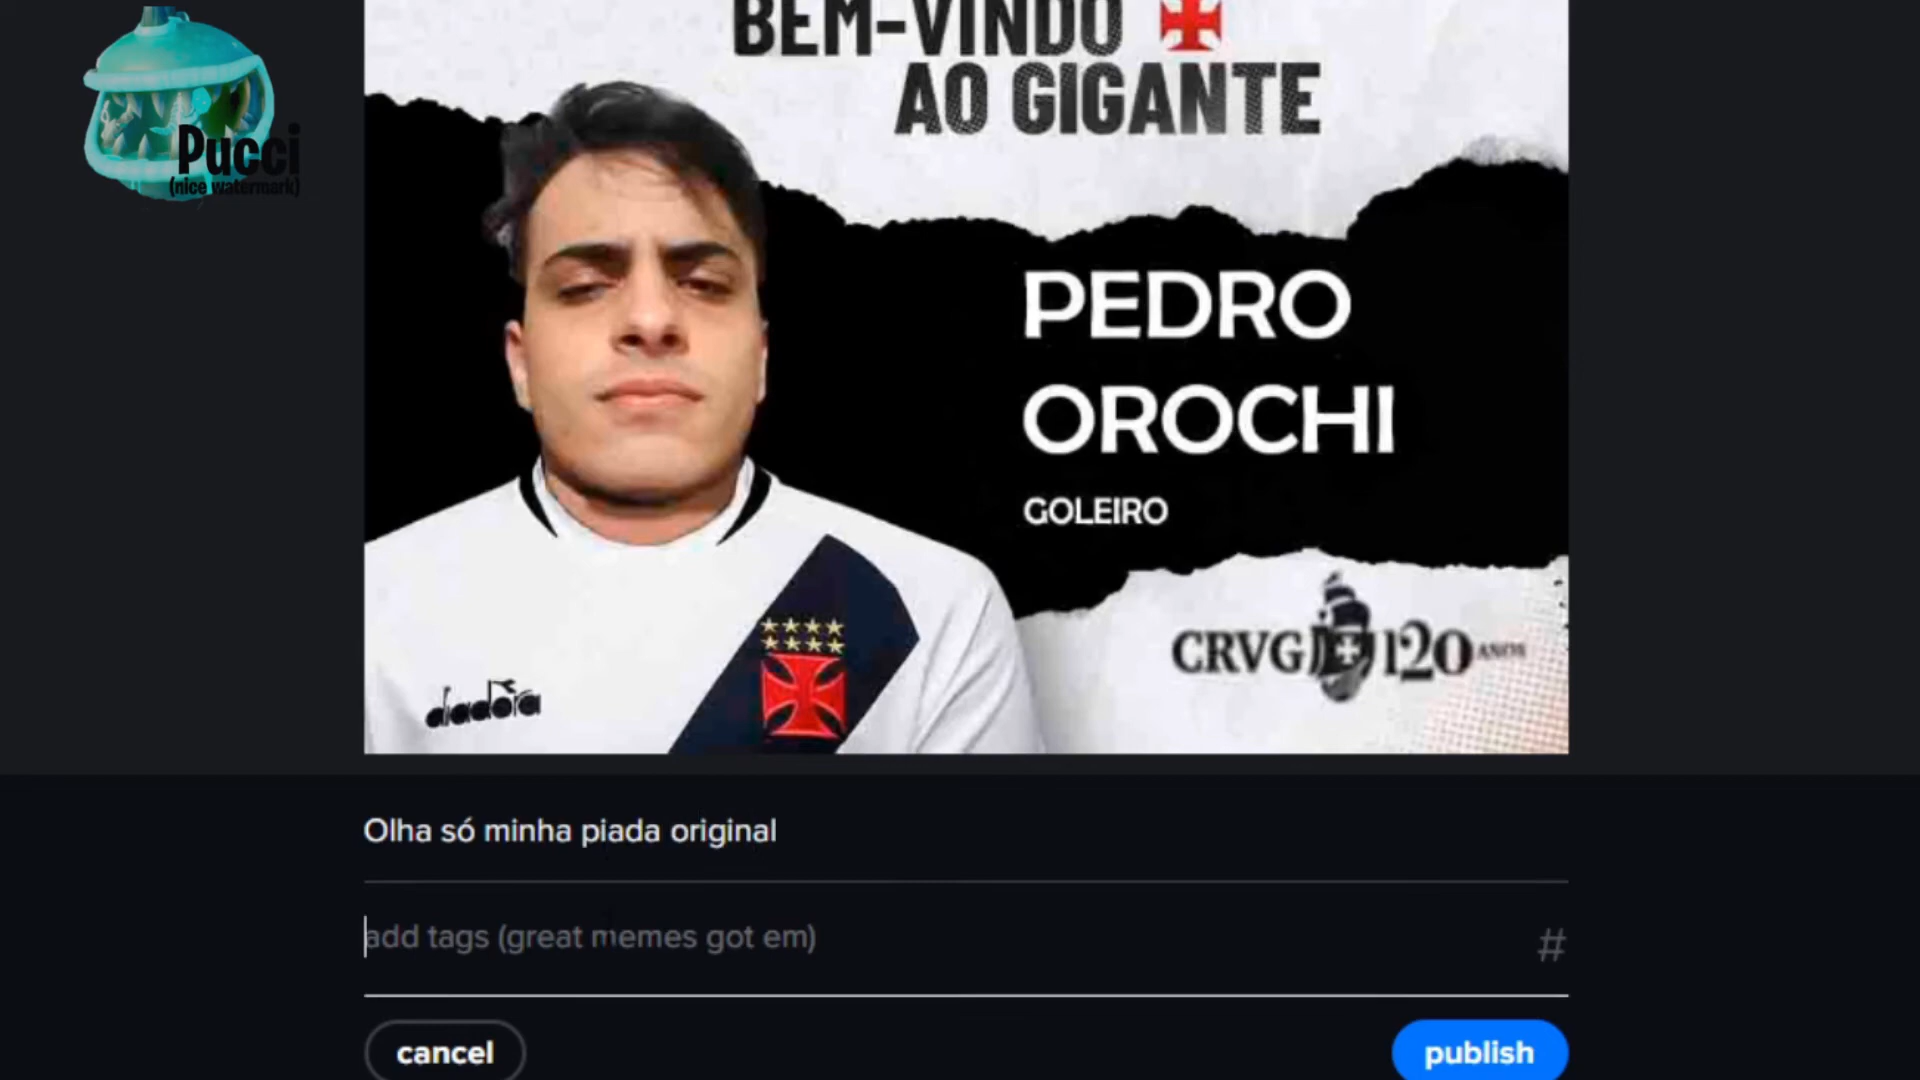 BEM-VINDO
AO GIGANTE
Pucci
(nice watermark)
PEDRO
OROCHI
GOLEIRO
CRVG 120 ANOS
diadora
Olha só minha piada original
add tags (great memes got em)
#
cancel
publish